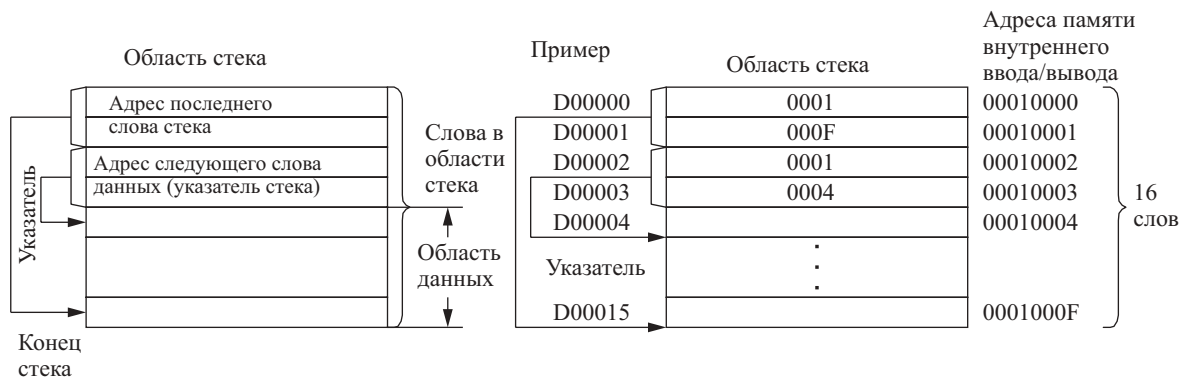 Область стека
Адрес последнего
слова стека
Адрес следующего слова
данных (указатель стека)
Указатель
Слова в
области
стека
Область
данных
Конец
стека
Пример
Область стека
Адреса памяти
внутреннего
ввода/вывода
D00000 0001 00010000
D00001 000F 00010001
D00002 0001 00010002
D00003 0004 00010003
D00004 00010004
Указатель
D00015 0001000F
16
слов